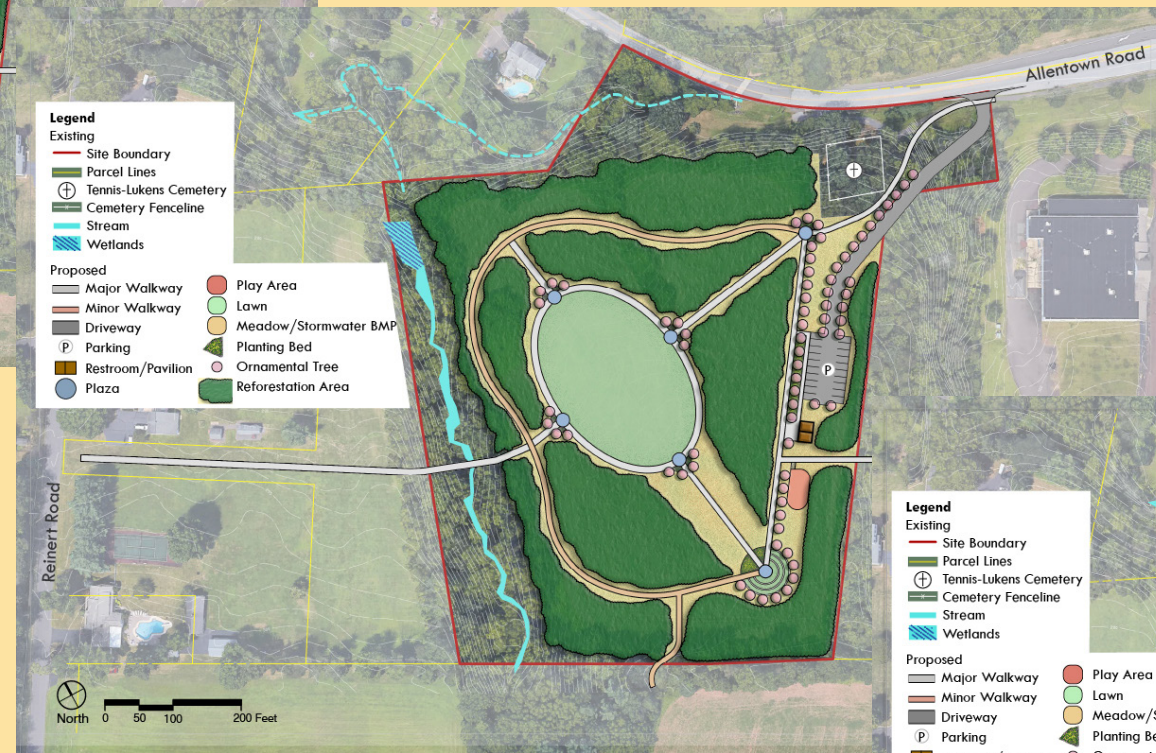 Allentown Road
Legend
Existing
Site Boundary
Parcel Lines
Tennis-Lukens Cemetery
Cemetery Fenceline
Stream
Wetlands
Proposed
Major Walkway
Minor Walkway
Driveway
P Parking
Restroom/Pavilion
Plaza
Play Area
Lawn
Meadow/Stormwater BMP
Planting Bed
Ornamental Tree
Reforestation Area
P
Reinert Road
North
0 50 100 200 Feet
Legend
Existing
Site Boundary
Parcel Lines
Tennis-Lukens Cemetery
Cemetery Fenceline
Stream
Wetlands
Proposed
Major Walkway
Minor Walkway
Driveway
P Parking
Play Area
Lawn
Meadow/S
Planting Be